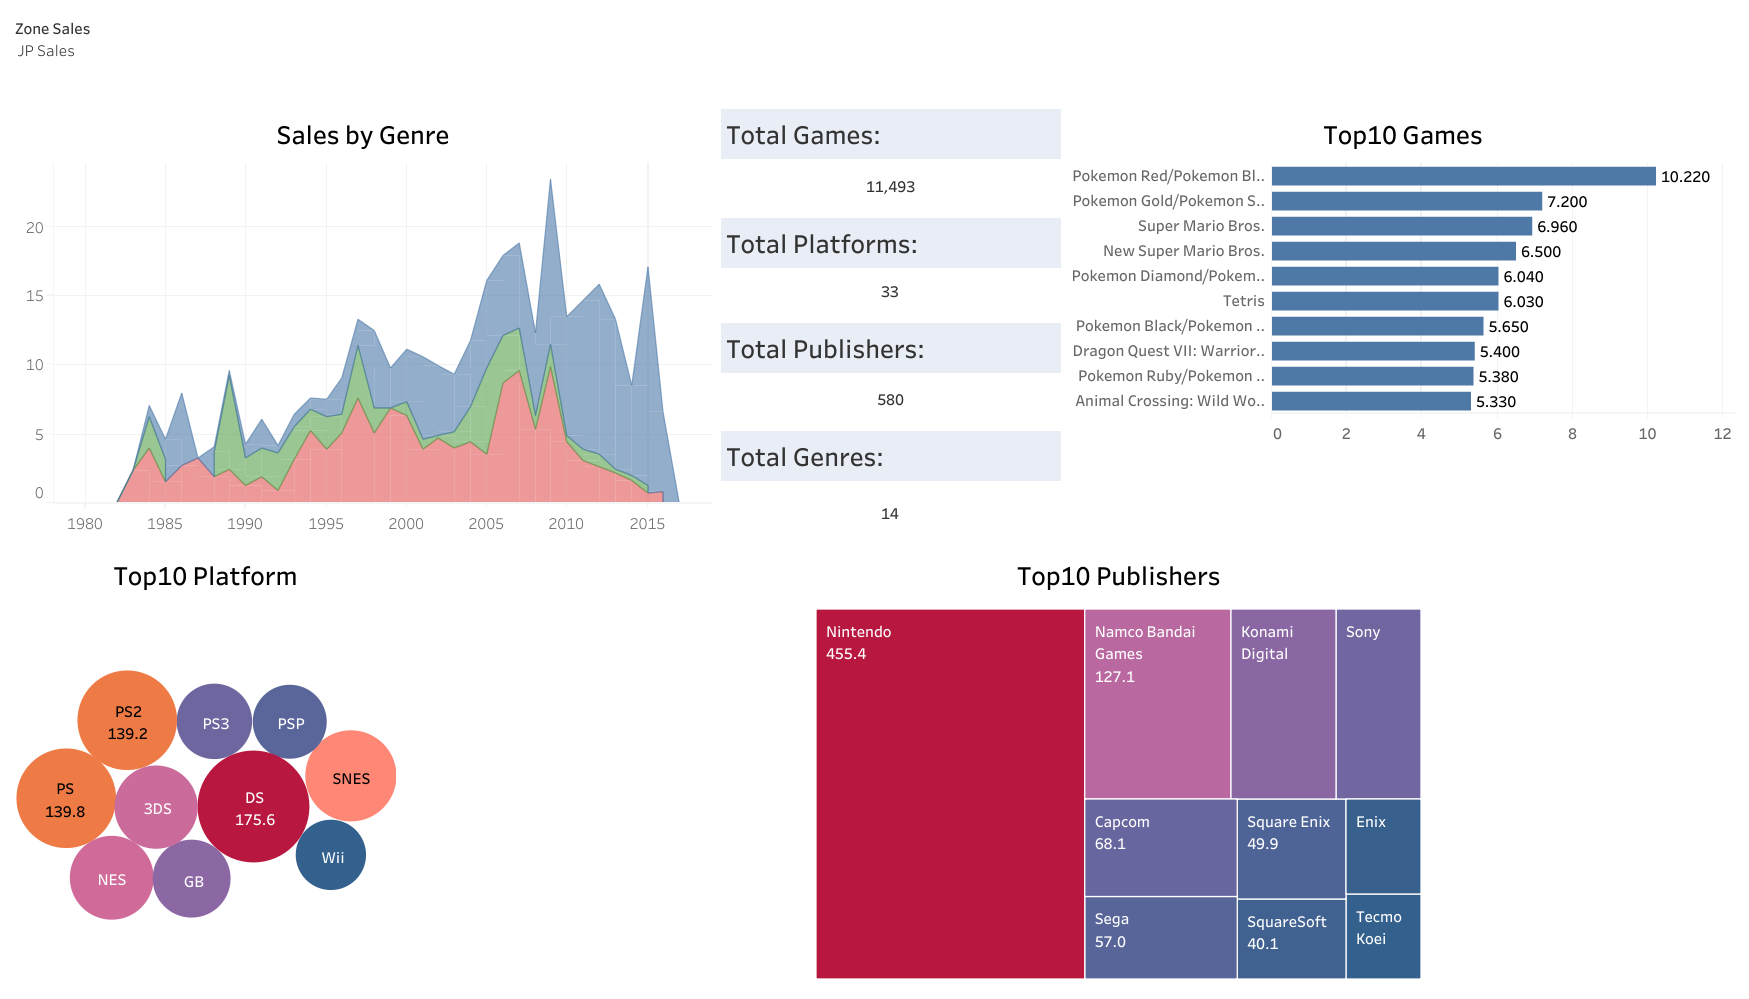 Zone Sales
JP Sales
Sales by Genre
20
15
10
5
0
1980 1985 1990 1995 2000 2005 2010 2015
Total Games:
11,493
Total Platforms:
33
Total Publishers:
580
Total Genres:
14
Top10 Games
Pokemon Red/Pokemon Bl.. 10.220
Pokemon Gold/Pokemon S.. 7.200
Super Mario Bros. 6.960
New Super Mario Bros. 6.500
Pokemon Diamond/Pokem.. 6.040
Tetris 6.030
Pokemon Black/Pokemon .. 5.650
Dragon Quest VII: Warrior.. 5.400
Pokemon Ruby/Pokemon .. 5.380
Animal Crossing: Wild Wo.. 5.330
0 2 4 6 8 10 12
Top10 Platform
PS2
139.2
PS3
PSP
SNES
PS
139.8
3DS
DS
175.6
Wii
NES
GB
Top10 Publishers
Nintendo
455.4
Namco Bandai
Games
127.1
Konami
Digital
Sony
Capcom
68.1
Square Enix
49.9
Enix
Sega
57.0
SquareSoft
40.1
Tecmo
Koei